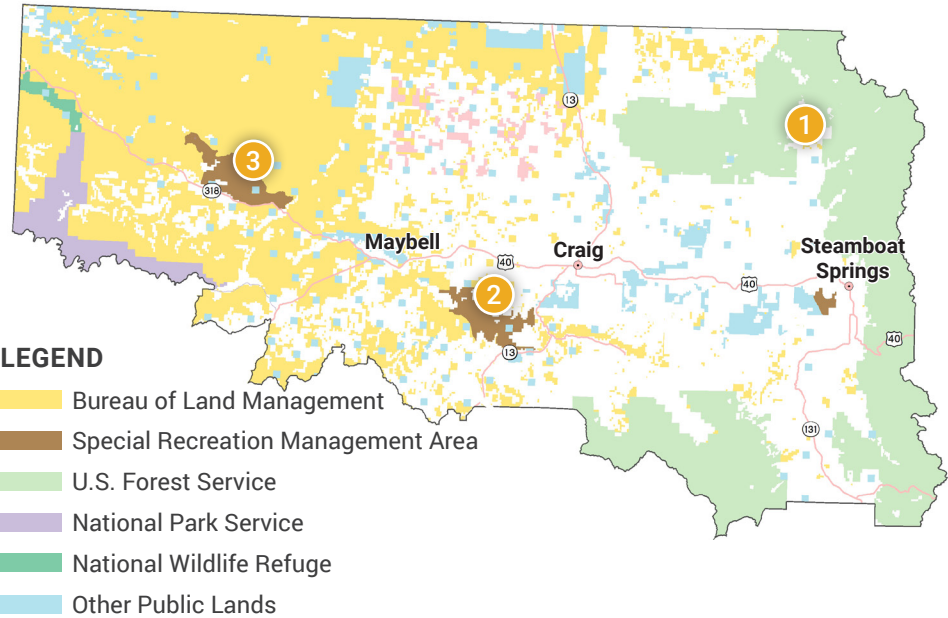 1
13
3
318
Maybell
Craig
Steamboat
Springs
40
40
2
40
13
131
LEGEND
Bureau of Land Management
Special Recreation Management Area
U.S. Forest Service
National Park Service
National Wildlife Refuge
Other Public Lands